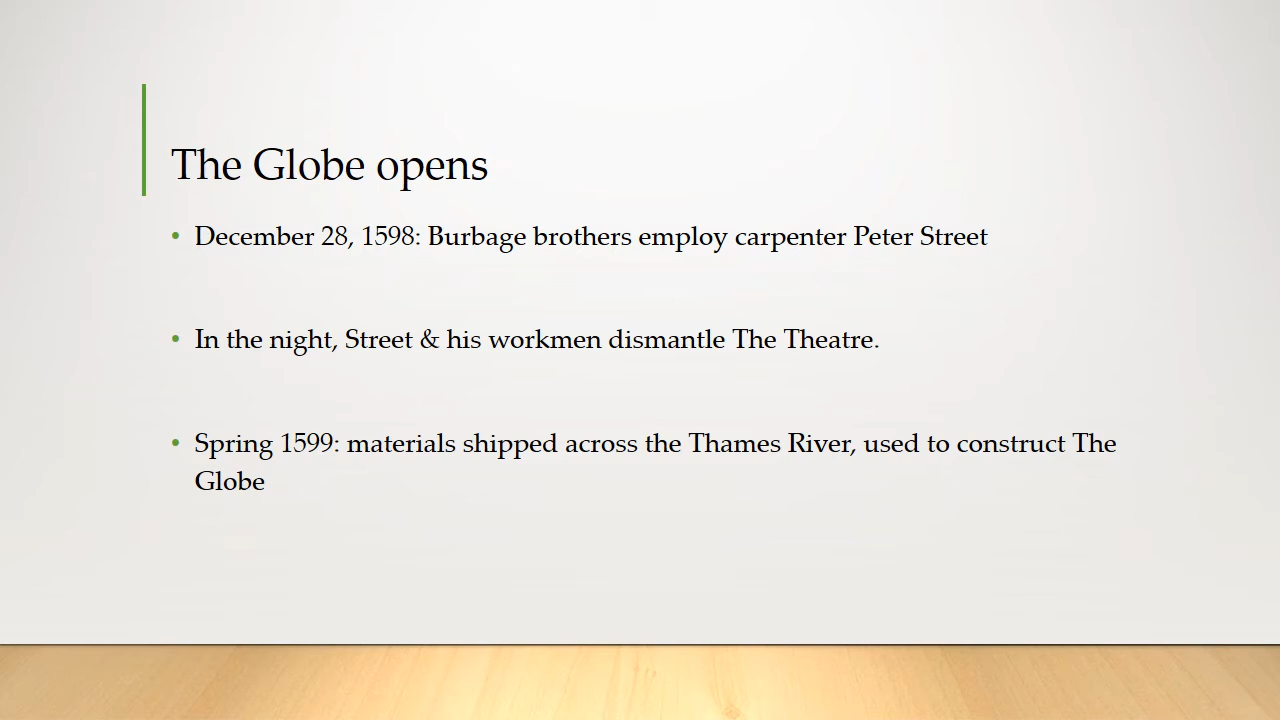 The Globe opens
• December 28, 1598: Burbage brothers employ carpenter Peter Street
• In the night, Street & his workmen dismantle The Theatre.
• Spring 1599: materials shipped across the Thames River, used to construct The
Globe